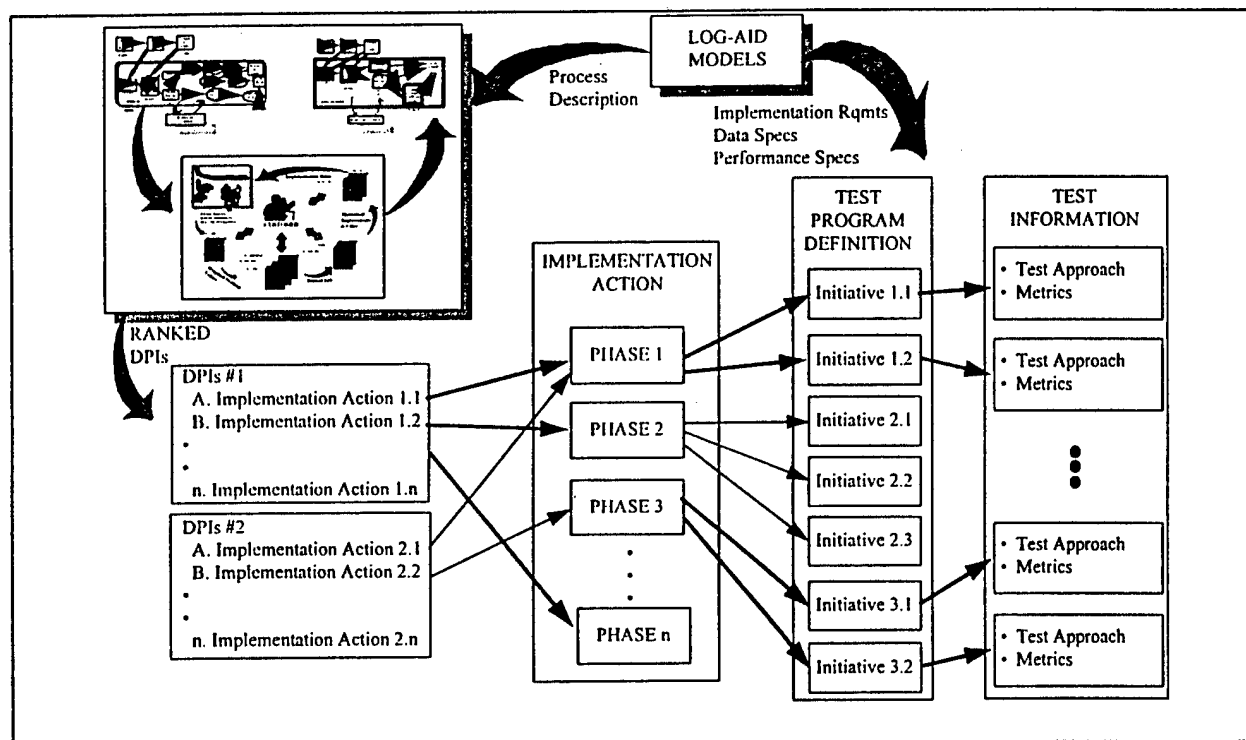 LOG-AID
MODELS
Process
Description
Implementation Rqmts
Data Specs
Performance Specs
RANKED
DPIs
DPIs #1
A. Implementation Action 1.1
B. Implementation Action 1.2
•
•
n. Implementation Action 1.n
DPIs #2
A. Implementation Action 2.1
B. Implementation Action 2.2
•
•
n. Implementation Action 2.n
IMPLEMENTATION
ACTION
PHASE 1
PHASE 2
PHASE 3
PHASE n
TEST
PROGRAM
DEFINITION
Initiative 1.1
Initiative 1.2
Initiative 2.1
Initiative 2.2
Initiative 2.3
Initiative 3.1
Initiative 3.2
TEST
INFORMATION
• Test Approach
• Metrics
• Test Approach
• Metrics
• Test Approach
• Metrics
• Test Approach
• Metrics